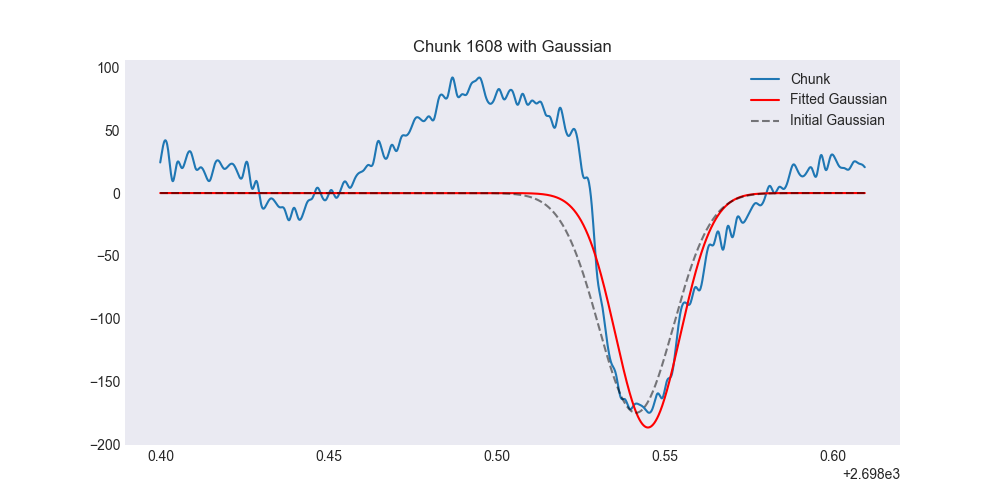 Chunk 1608 with Gaussian
Chunk
Fitted Gaussian
Initial Gaussian
100
50
0
−50
−100
−150
−200
0.40 0.45 0.50 0.55 0.60
+2.698e3